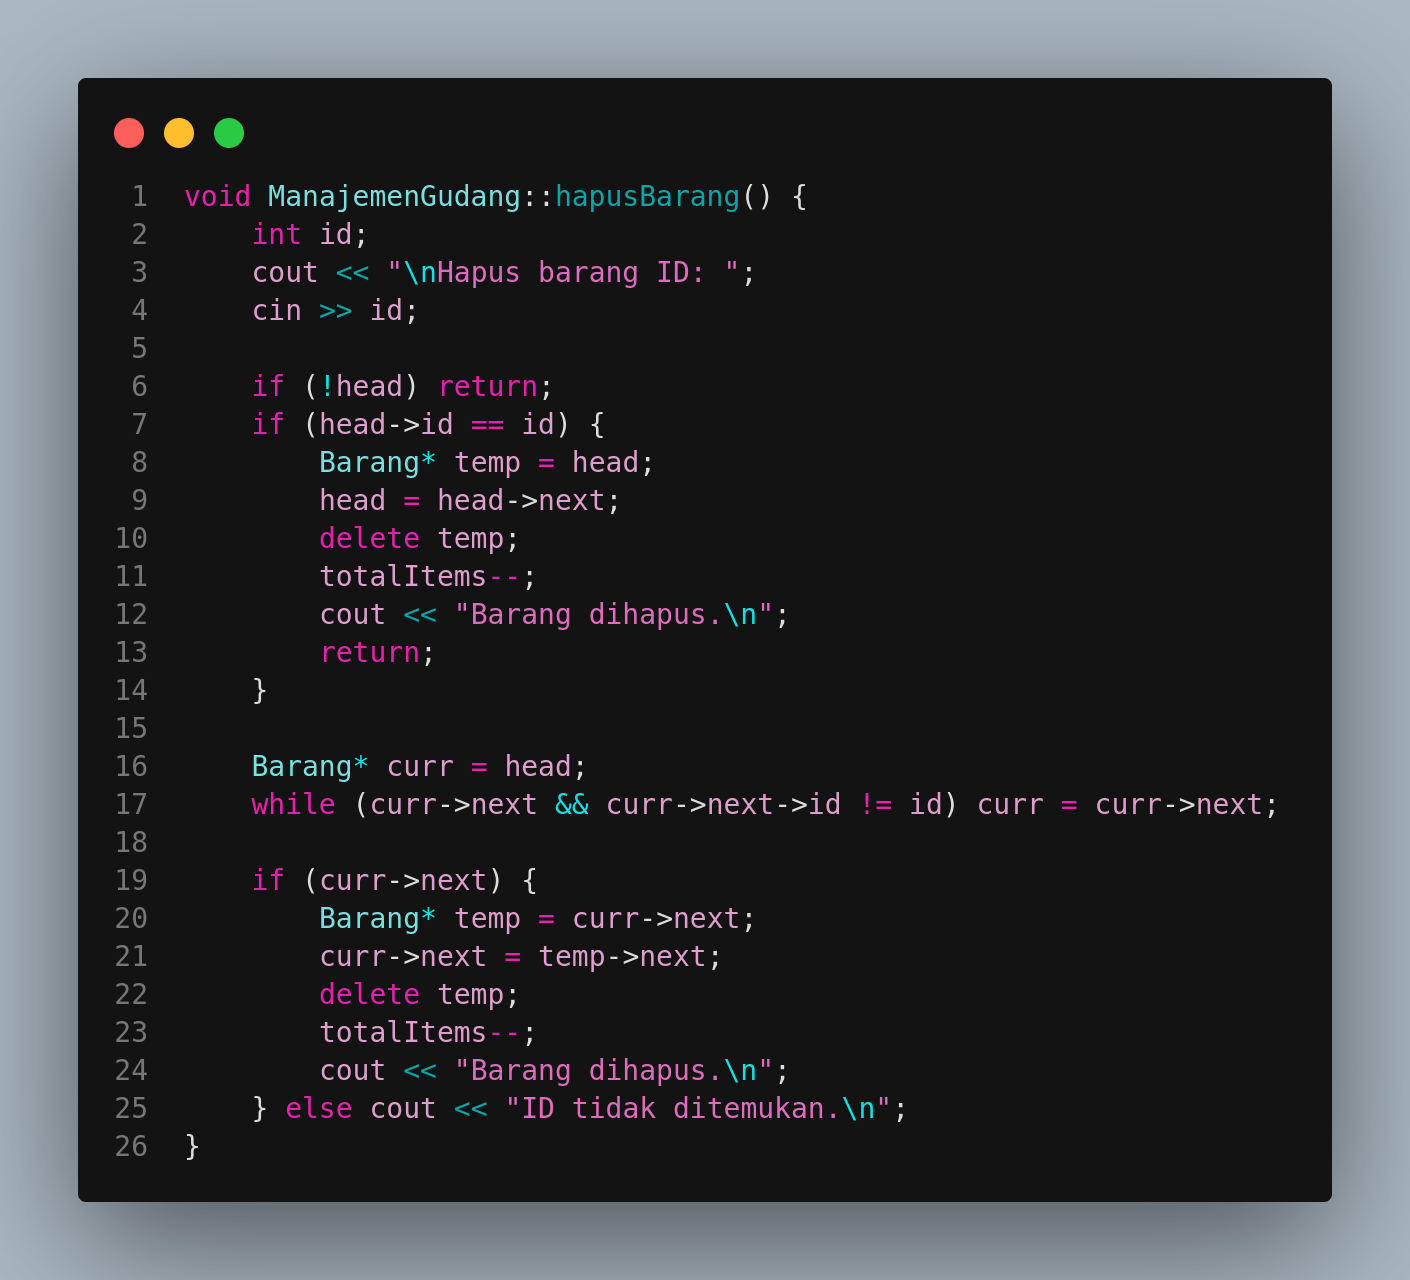 1 void ManajemenGudang::hapusBarang() {
2     int id;
3     cout << "\nHapus barang ID: ";
4     cin >> id;
5
6     if (!head) return;
7     if (head->id == id) {
8         Barang* temp = head;
9         head = head->next;
10         delete temp;
11         totalItems--;
12         cout << "Barang dihapus.\n";
13         return;
14     }
15
16     Barang* curr = head;
17     while (curr->next && curr->next->id != id) curr = curr->next;
18
19     if (curr->next) {
20         Barang* temp = curr->next;
21         curr->next = temp->next;
22         delete temp;
23         totalItems--;
24         cout << "Barang dihapus.\n";
25     } else cout << "ID tidak ditemukan.\n";
26 }